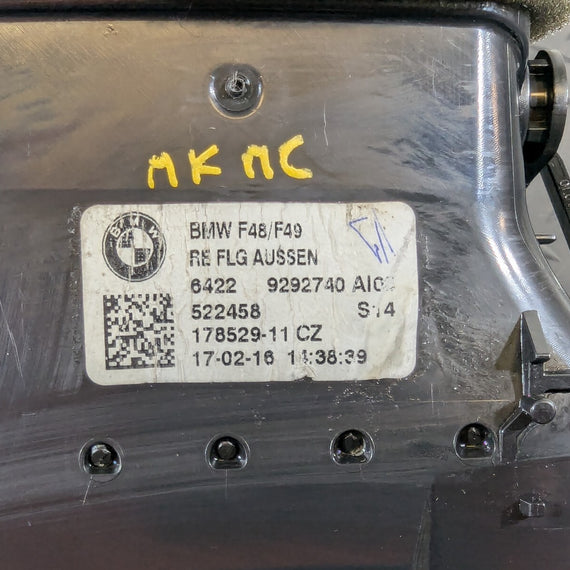 MK MC
BMW
BMW F48/F49
RE FLG AUSSEN
6422 9292740
522458 S14
178529-11 CZ
17-02-16 14:38:39